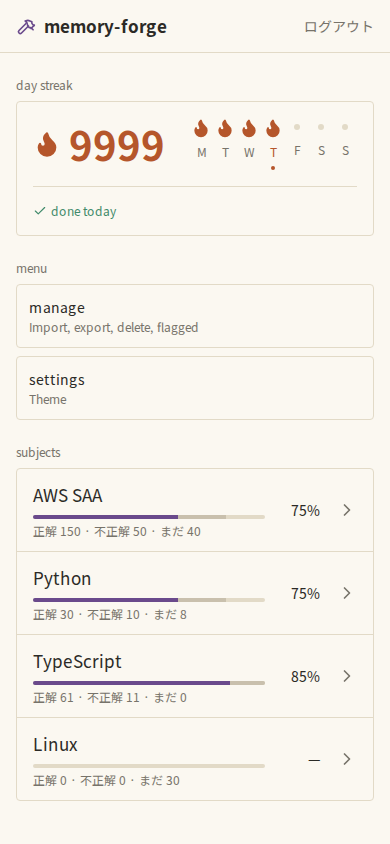 memory-forge
ログアウト
day streak
9999
M T W T F S S
done today
menu
manage
Import, export, delete, flagged
settings
Theme
subjects
AWS SAA
75%
正解 150 · 不正解 50 · まだ 40
Python
75%
正解 30 · 不正解 10 · まだ 8
TypeScript
85%
正解 61 · 不正解 11 · まだ 0
Linux
—
正解 0 · 不正解 0 · まだ 30